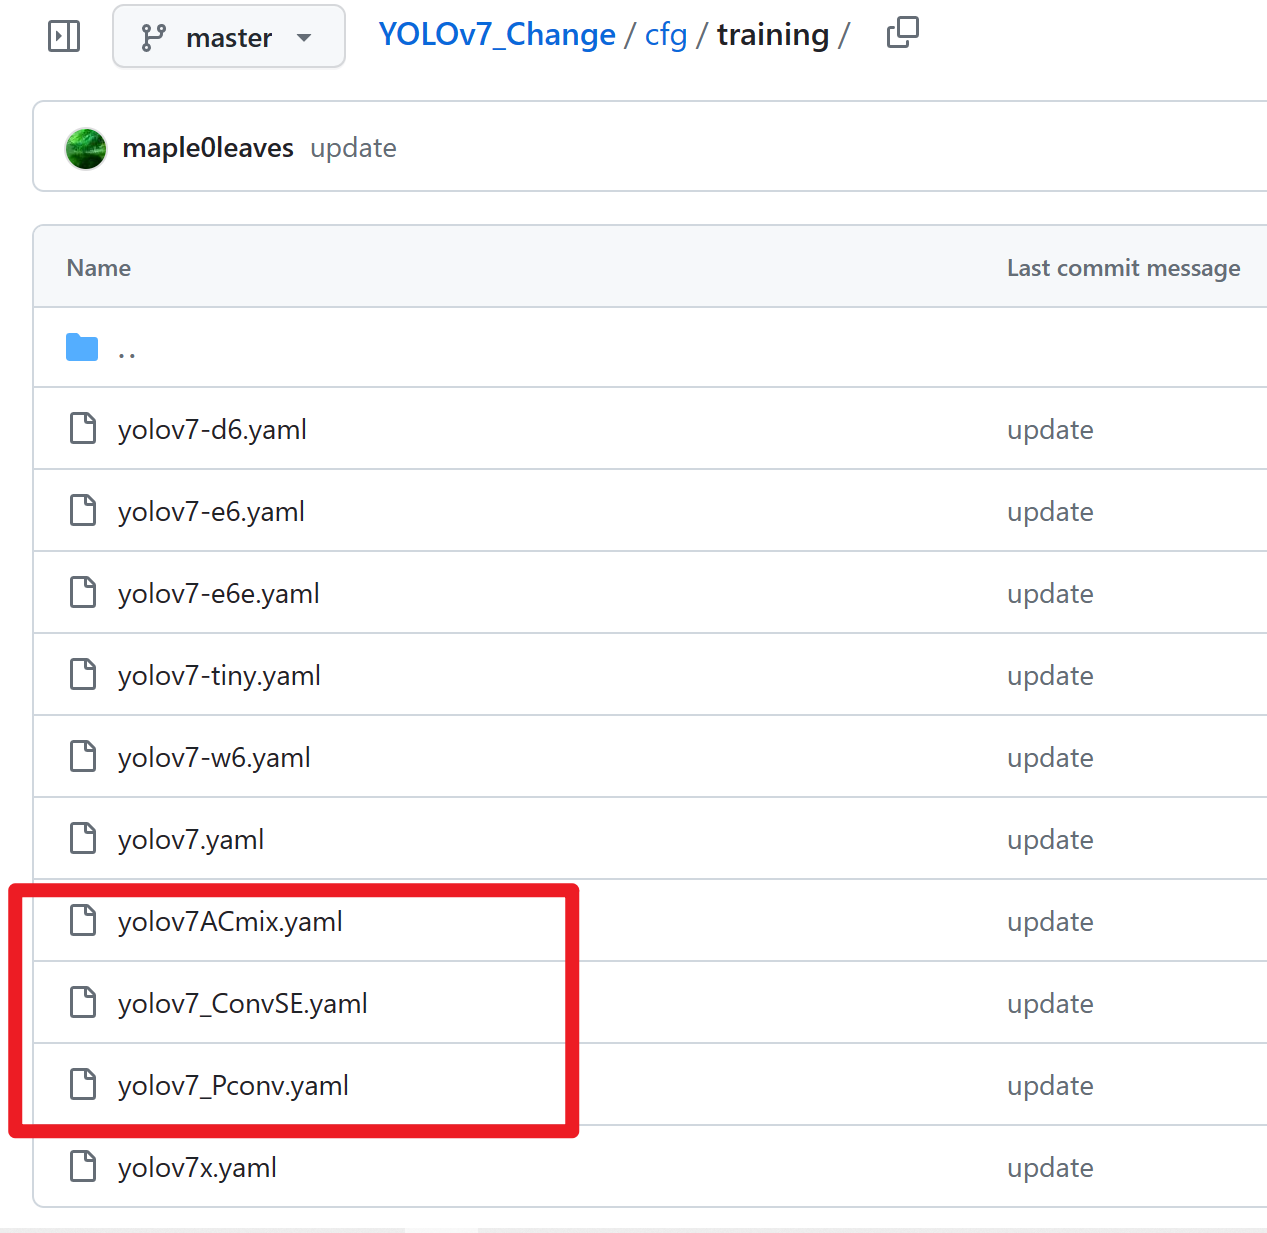 master YOLOv7_Change / cfg / training /
maple0leaves update
Name Last commit message
..
yolov7-d6.yaml update
yolov7-e6.yaml update
yolov7-e6e.yaml update
yolov7-tiny.yaml update
yolov7-w6.yaml update
yolov7.yaml update
yolov7ACmix.yaml update
yolov7_ConvSE.yaml update
yolov7_Pconv.yaml update
yolov7x.yaml update